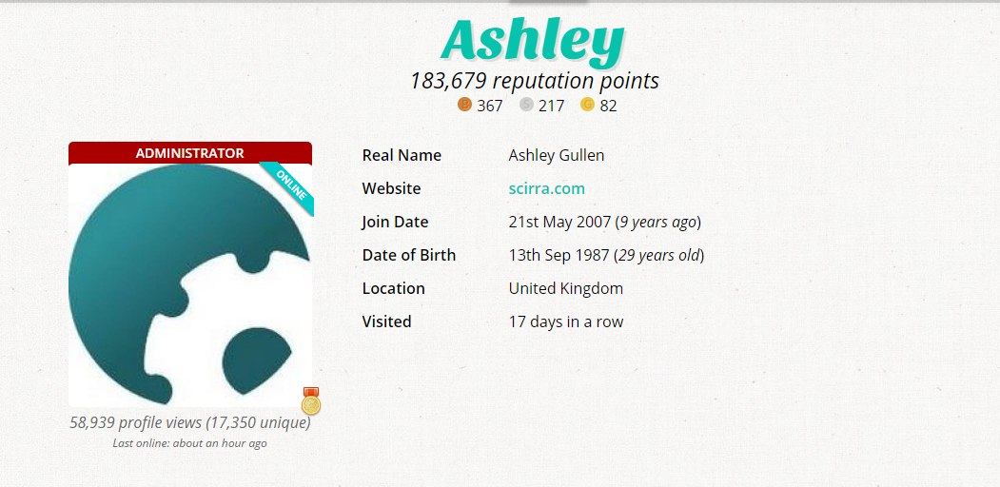 Ashley
183,679 reputation points
367 217 82
ADMINISTRATOR
ONLINE
Real Name Ashley Gullen
Website scirra.com
Join Date 21st May 2007 (9 years ago)
Date of Birth 13th Sep 1987 (29 years old)
Location United Kingdom
Visited 17 days in a row
58,939 profile views (17,350 unique)
Last online: about an hour ago